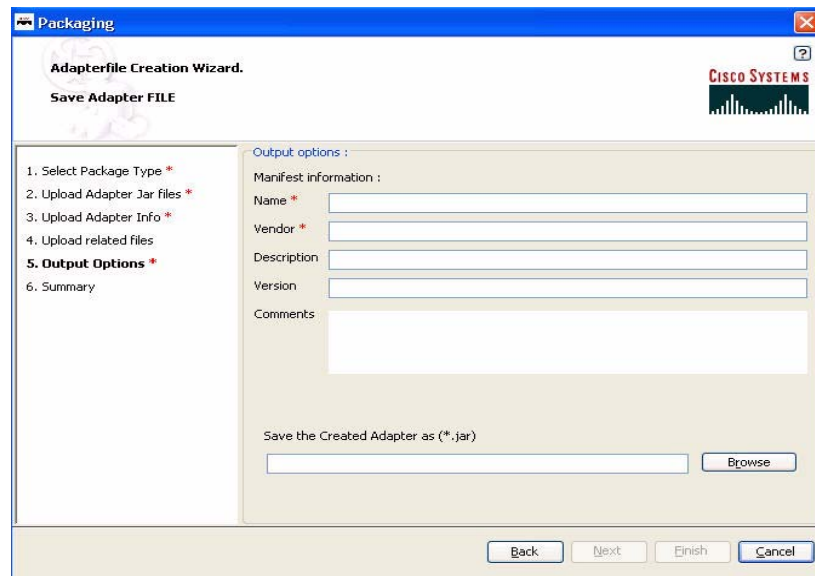 Packaging
Adapterfile Creation Wizard.
Save Adapter FILE
?
CISCO SYSTEMS
1. Select Package Type *
2. Upload Adapter Jar files *
3. Upload Adapter Info *
4. Upload related files
5. Output Options *
6. Summary
Output options :
Manifest information :
Name *
Vendor *
Description
Version
Comments
Save the Created Adapter as (*.jar)
Browse
Back
Next
Finish
Cancel